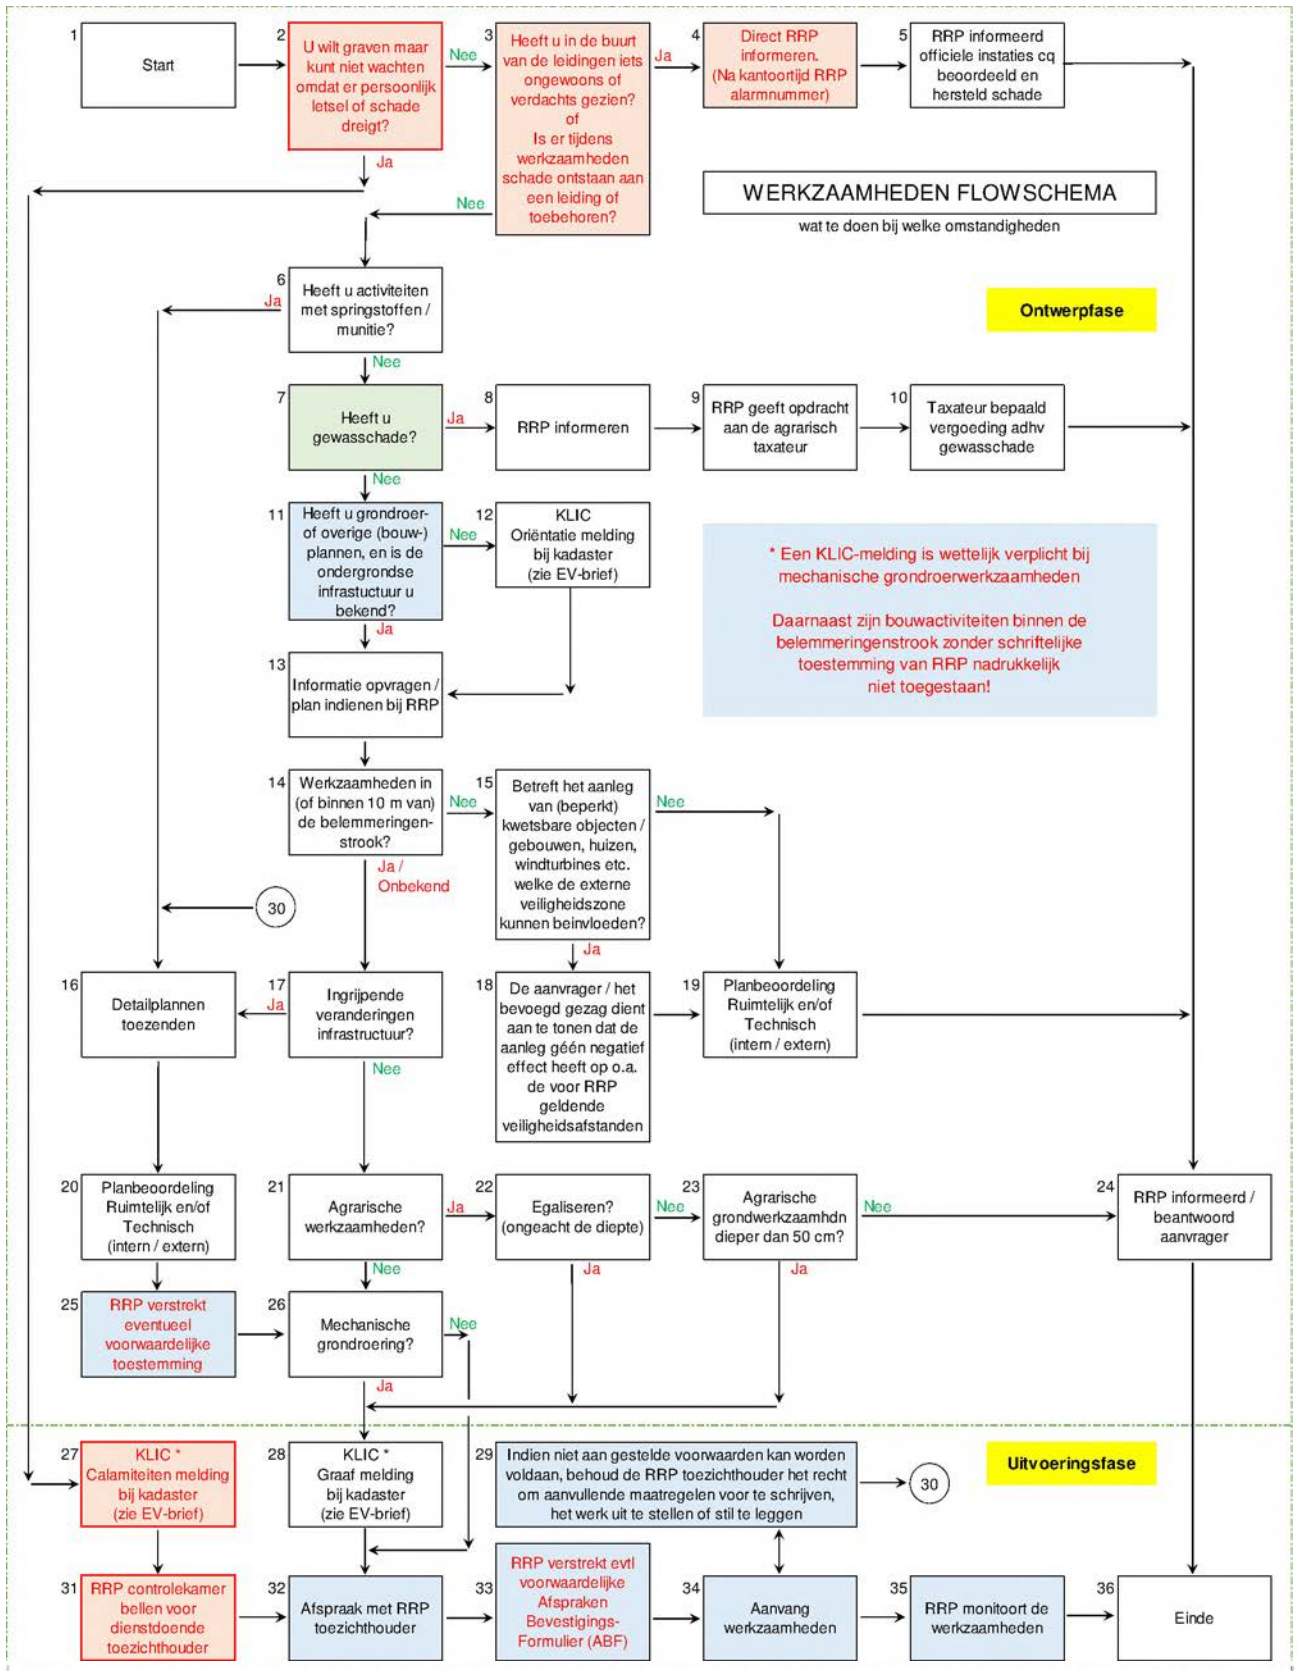 1
Start
2
U wilt graven maar
kunt niet wachten
omdat er persoonlijk
letsel of schade
dreigt?
Nee
Ja
3
Heeft u in de buurt
van de leidingen iets
ongewoons of
verdachts gezien?
of
Is er tijdens
werkzaamheden
schade ontstaan aan
een leiding of
toebehoren?
Ja
Nee
4
Direct RRP
informeren.
(Na kantoortijd RRP
alarmnummer)
5
RRP informeerd
officiele instaties cq
beoordeeld en
hersteld schade
WERKZAAMHEDEN FLOWSCHEMA
wat te doen bij welke omstandigheden
Ontwerpfase
6
Heeft u activiteiten
met springstoffen /
munitie?
Ja
Nee
7
Heeft u
gewasschade?
Ja
Nee
8
RRP informeren
9
RRP geeft opdracht
aan de agrarisch
taxateur
10
Taxateur bepaald
vergoeding adhv
gewasschade
11
Heeft u grondroer-
of overige (bouw-)
plannen, en is de
ondergrondse
infrastuctuur u
bekend?
Nee
Ja
12
KLIC
Oriëntatie melding
bij kadaster
(zie EV-brief)
* Een KLIC-melding is wettelijk verplicht bij
mechanische grondroerwerkzaamheden
Daarnaast zijn bouwactiviteiten binnen de
belemmeringenstrook zonder schriftelijke
toestemming van RRP nadrukkelijk
niet toegestaan!
13
Informatie opvragen /
plan indienen bij RRP
14
Werkzaamheden in
(of binnen 10 m van)
de belemmeringen-
strook?
Nee
Ja /
Onbekend
15
Betreft het aanleg
van (beperkt)
kwetsbare objecten /
gebouwen, huizen,
windturbines etc.
welke de externe
veiligheidszone
kunnen beinvloeden?
Nee
Ja
30
16
Detailplannen
toezenden
17
Ingrijpende
veranderingen
infrastructuur?
Ja
Nee
18
De aanvrager / het
bevoegd gezag dient
aan te tonen dat de
aanleg géén negatief
effect heeft op o.a.
de voor RRP
geldende
veiligheidsafstanden
19
Planbeoordeling
Ruimtelijk en/of
Technisch
(intern / extern)
20
Planbeoordeling
Ruimtelijk en/of
Technisch
(intern / extern)
21
Agrarische
werkzaamheden?
Ja
Nee
22
Egaliseren?
(ongeacht de diepte)
Nee
Ja
23
Agrarische
grondwerkzaamhdn
dieper dan 50 cm?
Nee
Ja
24
RRP informeerd /
beantwoord
aanvrager
25
RRP verstrekt
eventueel
voorwaardelijke
toestemming
26
Mechanische
grondroering?
Nee
Ja
27
KLIC *
Calamiteiten melding
bij kadaster
(zie EV-brief)
28
KLIC *
Graaf melding
bij kadaster
(zie EV-brief)
29
Indien niet aan gestelde voorwaarden kan worden
voldaan, behoud de RRP toezichthouder het recht
om aanvullende maatregelen voor te schrijven,
het werk uit te stellen of stil te leggen
30
Uitvoeringsfase
31
RRP controlekamer
bellen voor
dienstdoende
toezichthouder
32
Afspraak met RRP
toezichthouder
33
RRP verstrekt evtl
voorwaardelijke
Afspraken
Bevestigings-
Formulier (ABF)
34
Aanvang
werkzaamheden
35
RRP monitoort de
werkzaamheden
36
Einde